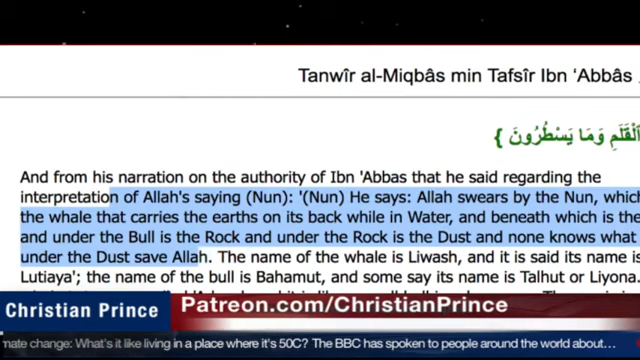 Tanwîr al-Miqbâs min Tafsîr Ibn 'Abbâs
ٱلْقَلَمِ وَمَا يَسْطُرُونَ }
And from his narration on the authority of Ibn 'Abbas that he said regarding the
interpretation of Allah's saying (Nun): '(Nun) He says: Allah swears by the Nun, which
the whale that carries the earths on its back while in Water, and beneath which is the
and under the Bull is the Rock and under the Rock is the Dust and none knows what
under the Dust save Allah. The name of the whale is Liwash, and it is said its name is
Lutiaya'; the name of the bull is Bahamut, and some say its name is Talhut or Liyona.
Christian Prince
Patreon.com/ChristianPrince
mate change: What's it like living in a place where it's 50C? The BBC has spoken to people around the world about…